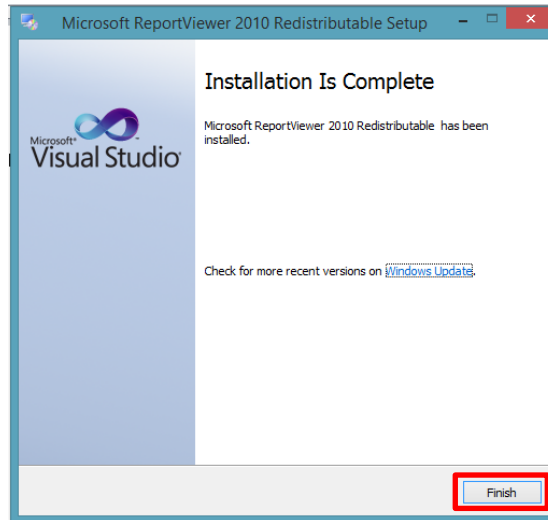 Microsoft ReportViewer 2010 Redistributable Setup
Installation Is Complete
Microsoft ReportViewer 2010 Redistributable has been
installed.
Microsoft®
Visual Studio®
Check for more recent versions on Windows Update.
Finish